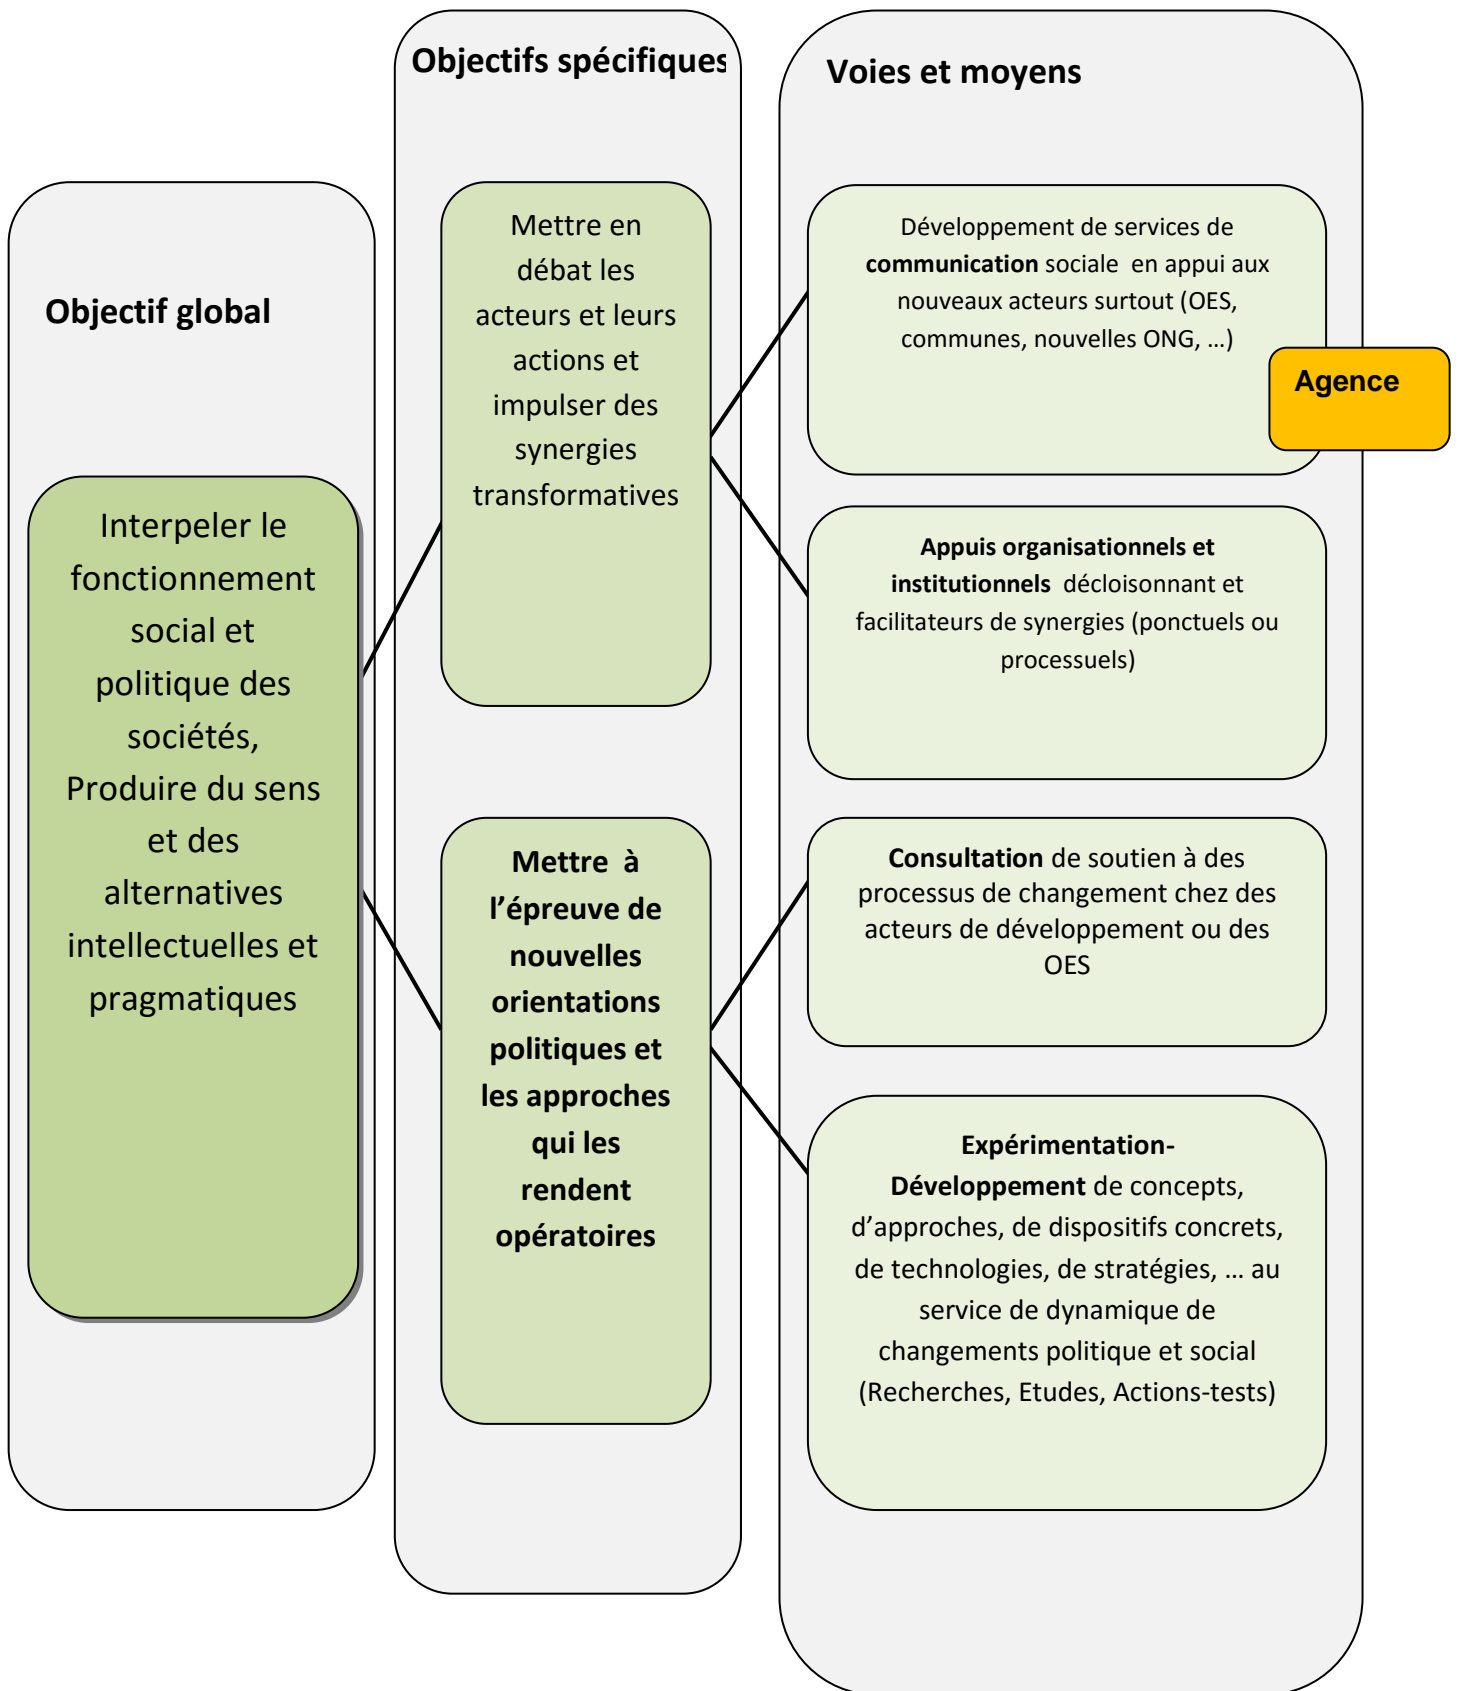 Objectif global
Interpeler le
fonctionnement
social et
politique des
sociétés,
Produire du sens
et des
alternatives
intellectuelles et
pragmatiques
Objectifs spécifiques
Mettre en
débat les
acteurs et leurs
actions et
impulser des
synergies
transformatives
Mettre à
l’épreuve de
nouvelles
orientations
politiques et
les approches
qui les
rendent
opératoires
Voies et moyens
Développement de services de
communication sociale en appui aux
nouveaux acteurs surtout (OES,
communes, nouvelles ONG, …)
Agence
Appuis organisationnels et
institutionnels décloisonnant et
facilitateurs de synergies (ponctuels ou
processuels)
Consultation de soutien à des
processus de changement chez des
acteurs de développement ou des
OES
Expérimentation-
Développement de concepts,
d’approches, de dispositifs concrets,
de technologies, de stratégies, … au
service de dynamique de
changements politique et social
(Recherches, Etudes, Actions-tests)